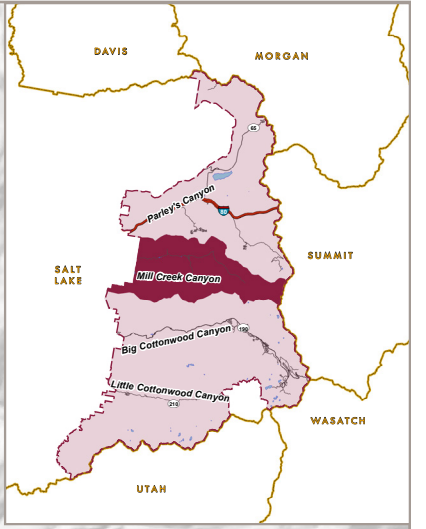 DAVIS
MORGAN
65
Parley's Canyon
80
SUMMIT
SALT
LAKE
Mill Creek Canyon
Big Cottonwood Canyon
190
Little Cottonwood Canyon
210
WASATCH
UTAH